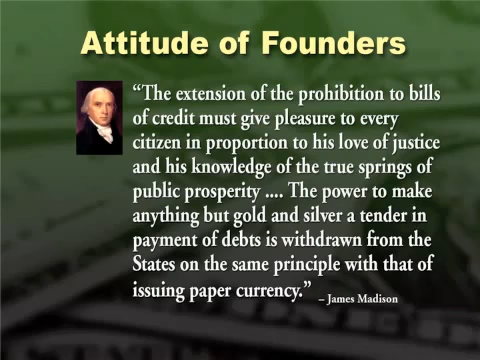 Attitude of Founders
“The extension of the prohibition to bills
of credit must give pleasure to every
citizen in proportion to his love of justice
and his knowledge of the true springs of
public prosperity .... The power to make
anything but gold and silver a tender in
payment of debts is withdrawn from the
States on the same principle with that of
issuing paper currency.” – James Madison